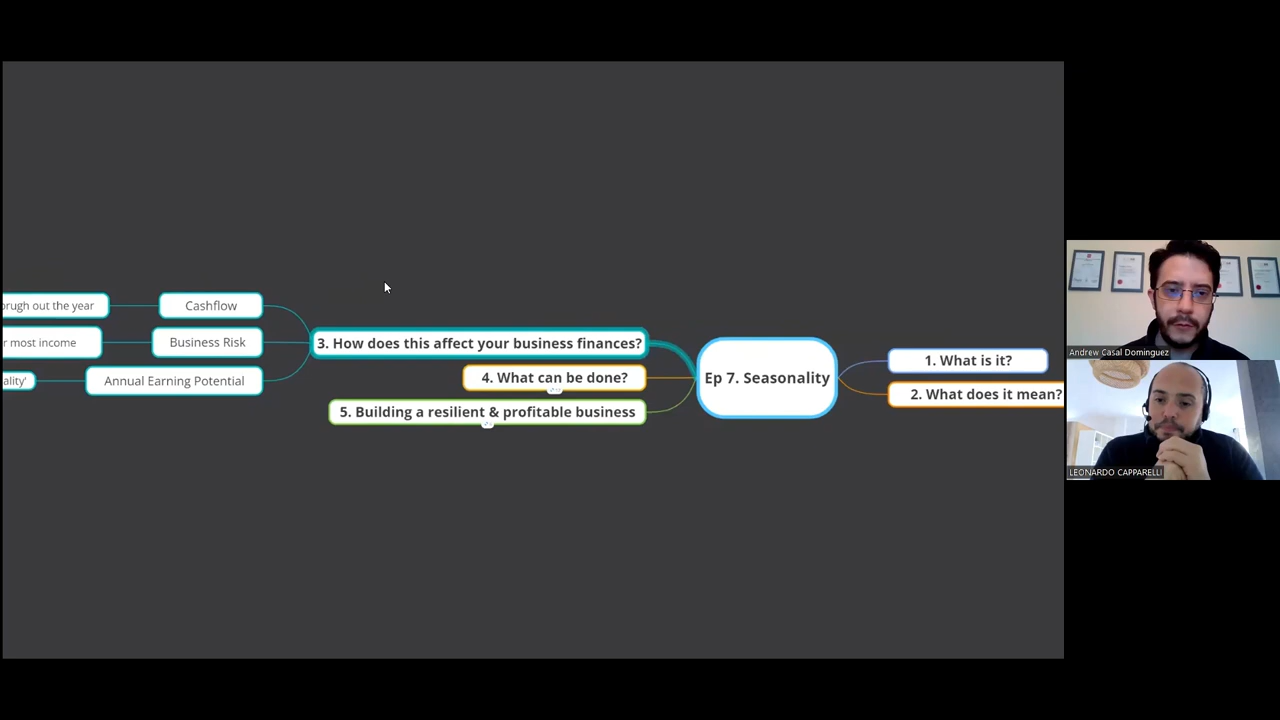 orugh out the year
Cashflow
r most income
Business Risk
ality'
Annual Earning Potential
3. How does this affect your business finances?
4. What can be done?
5. Building a resilient & profitable business
Ep 7. Seasonality
1. What is it?
2. What does it mean?
Andrew Casal Dominguez
LEONARDO CAPPARELLI